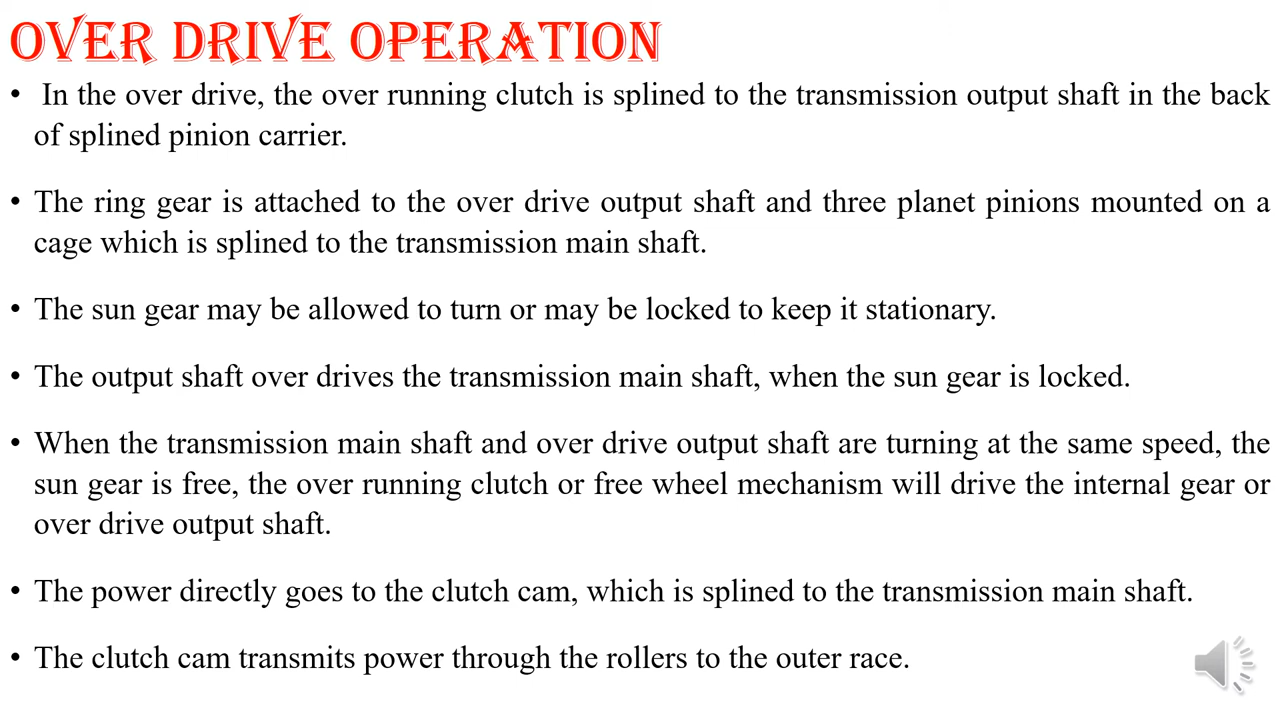 OVER DRIVE OPERATION
• In the over drive, the over running clutch is splined to the transmission output shaft in the back
of splined pinion carrier.
• The ring gear is attached to the over drive output shaft and three planet pinions mounted on a
cage which is splined to the transmission main shaft.
• The sun gear may be allowed to turn or may be locked to keep it stationary.
• The output shaft over drives the transmission main shaft, when the sun gear is locked.
• When the transmission main shaft and over drive output shaft are turning at the same speed, the
sun gear is free, the over running clutch or free wheel mechanism will drive the internal gear or
over drive output shaft.
• The power directly goes to the clutch cam, which is splined to the transmission main shaft.
• The clutch cam transmits power through the rollers to the outer race.